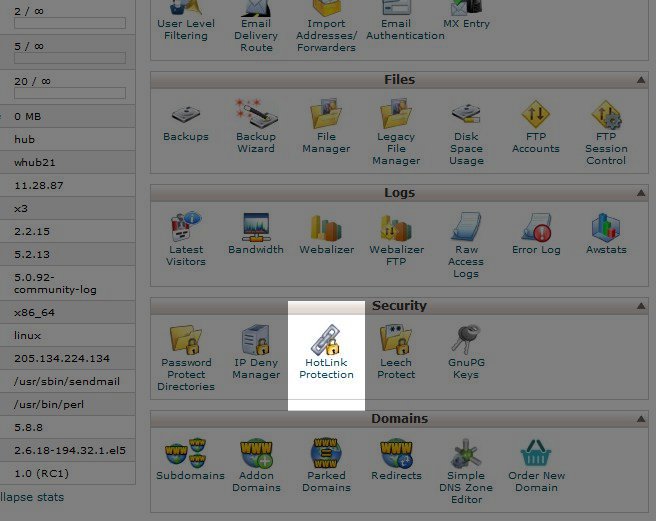 2 / ∞
5 / ∞
20 / ∞
0 MB
hub
whub21
11.28.87
x3
2.2.15
5.2.13
5.0.92-
community-log
x86_64
linux
205.134.224.134
/usr/sbin/sendmail
/usr/bin/perl
5.8.8
2.6.18-194.32.1.el5
1.0 (RC1)
llapse stats
User Level
Filtering
Email
Delivery
Route
Import
Addresses/
Forwarders
Email
Authentication
MX Entry
Files
Backups
Backup
Wizard
File
Manager
Legacy
File
Manager
Disk
Space
Usage
FTP
Accounts
FTP
Session
Control
Logs
Latest
Visitors
Bandwidth
Webalizer
Webalizer
FTP
Raw
Access
Logs
Error Log
Awstats
Security
Password
Protect
Directories
IP Deny
Manager
HotLink
Protection
Leech
Protect
GnuPG
Keys
Domains
WWW
Subdomains
WWW
Addon
Domains
WWW
Parked
Domains
WWW
Redirects
Simple
DNS Zone
Editor
Order New
Domain